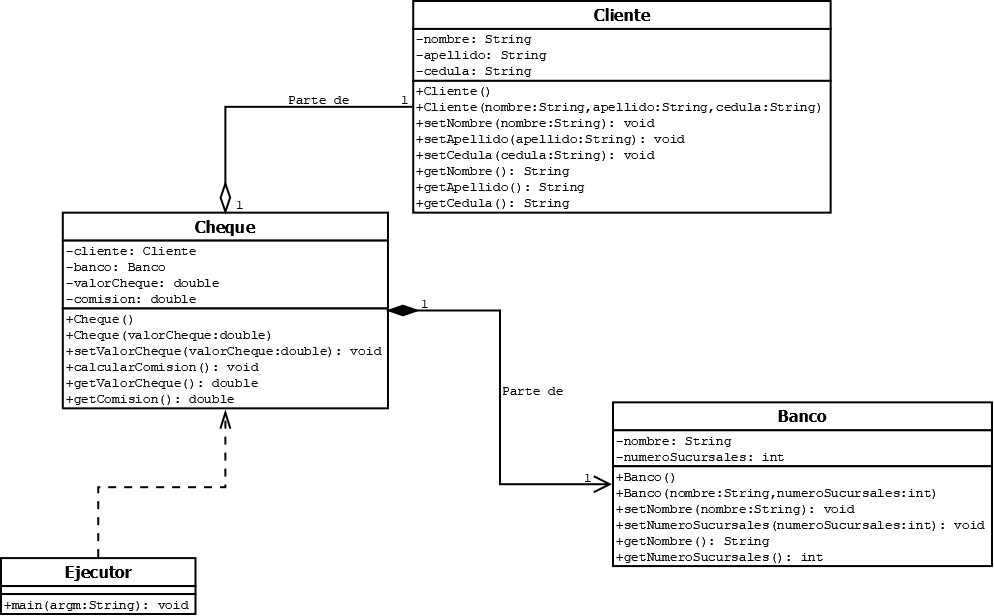 Cliente
-nombre: String
-apellido: String
-cedula: String
+Cliente()
+Cliente(nombre:String,apellido:String,cedula:String)
+setNombre(nombre:String): void
+setApellido(apellido:String): void
+setCedula(cedula:String): void
+getNombre(): String
+getApellido(): String
+getCedula(): String
Parte de
1
1
Cheque
-cliente: Cliente
-banco: Banco
-valorCheque: double
-comision: double
+Cheque()
+Cheque(valorCheque:double)
+setValorCheque(valorCheque:double): void
+calcularComision(): void
+getValorCheque(): double
+getComision(): double
1
Parte de
1
Banco
-nombre: String
-numeroSucursales: int
+Banco()
+Banco(nombre:String,numeroSucursales:int)
+setNombre(nombre:String): void
+setNumeroSucursales(numeroSucursales:int): void
+getNombre(): String
+getNumeroSucursales(): int
Ejecutor
+main(argm:String): void